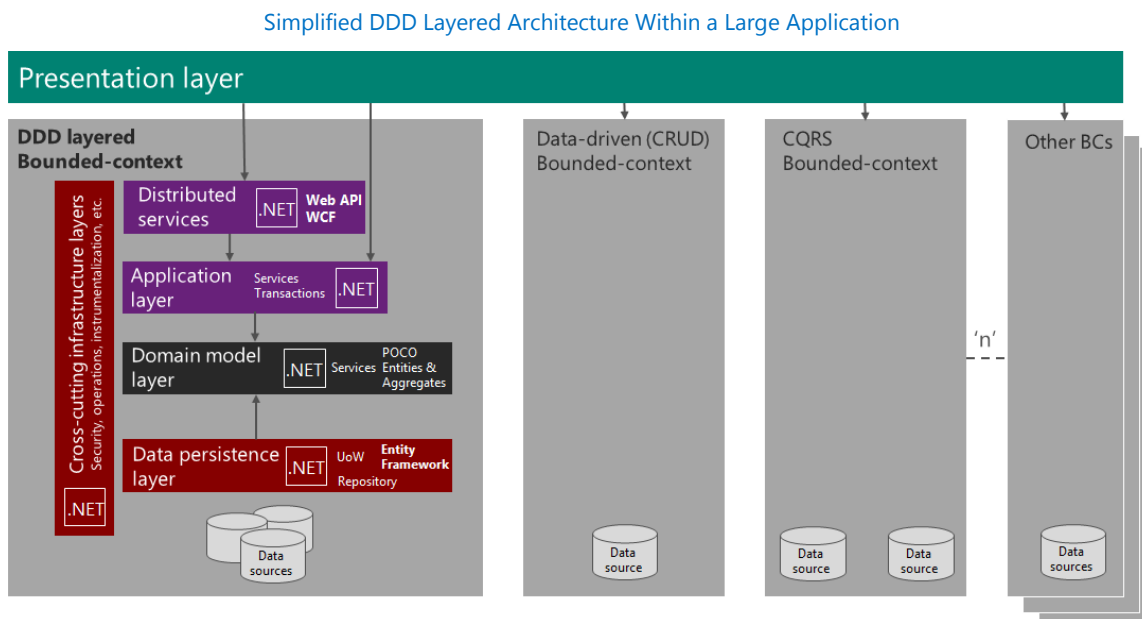 Simplified DDD Layered Architecture Within a Large Application
Presentation layer
DDD layered
Bounded-context
Cross-cutting infrastructure layers
Security, operations, instrumentalization, etc.
.NET
Distributed
services
.NET
Web API
WCF
Application
layer
Services
Transactions
.NET
Domain model
layer
.NET
Services
POCO
Entities &
Aggregates
Data persistence
layer
.NET
UoW
Repository
Entity
Framework
Data
sources
Data-driven (CRUD)
Bounded-context
Data
source
CQRS
Bounded-context
Data
source
Data
source
'n'
Other BCs
Data
sources